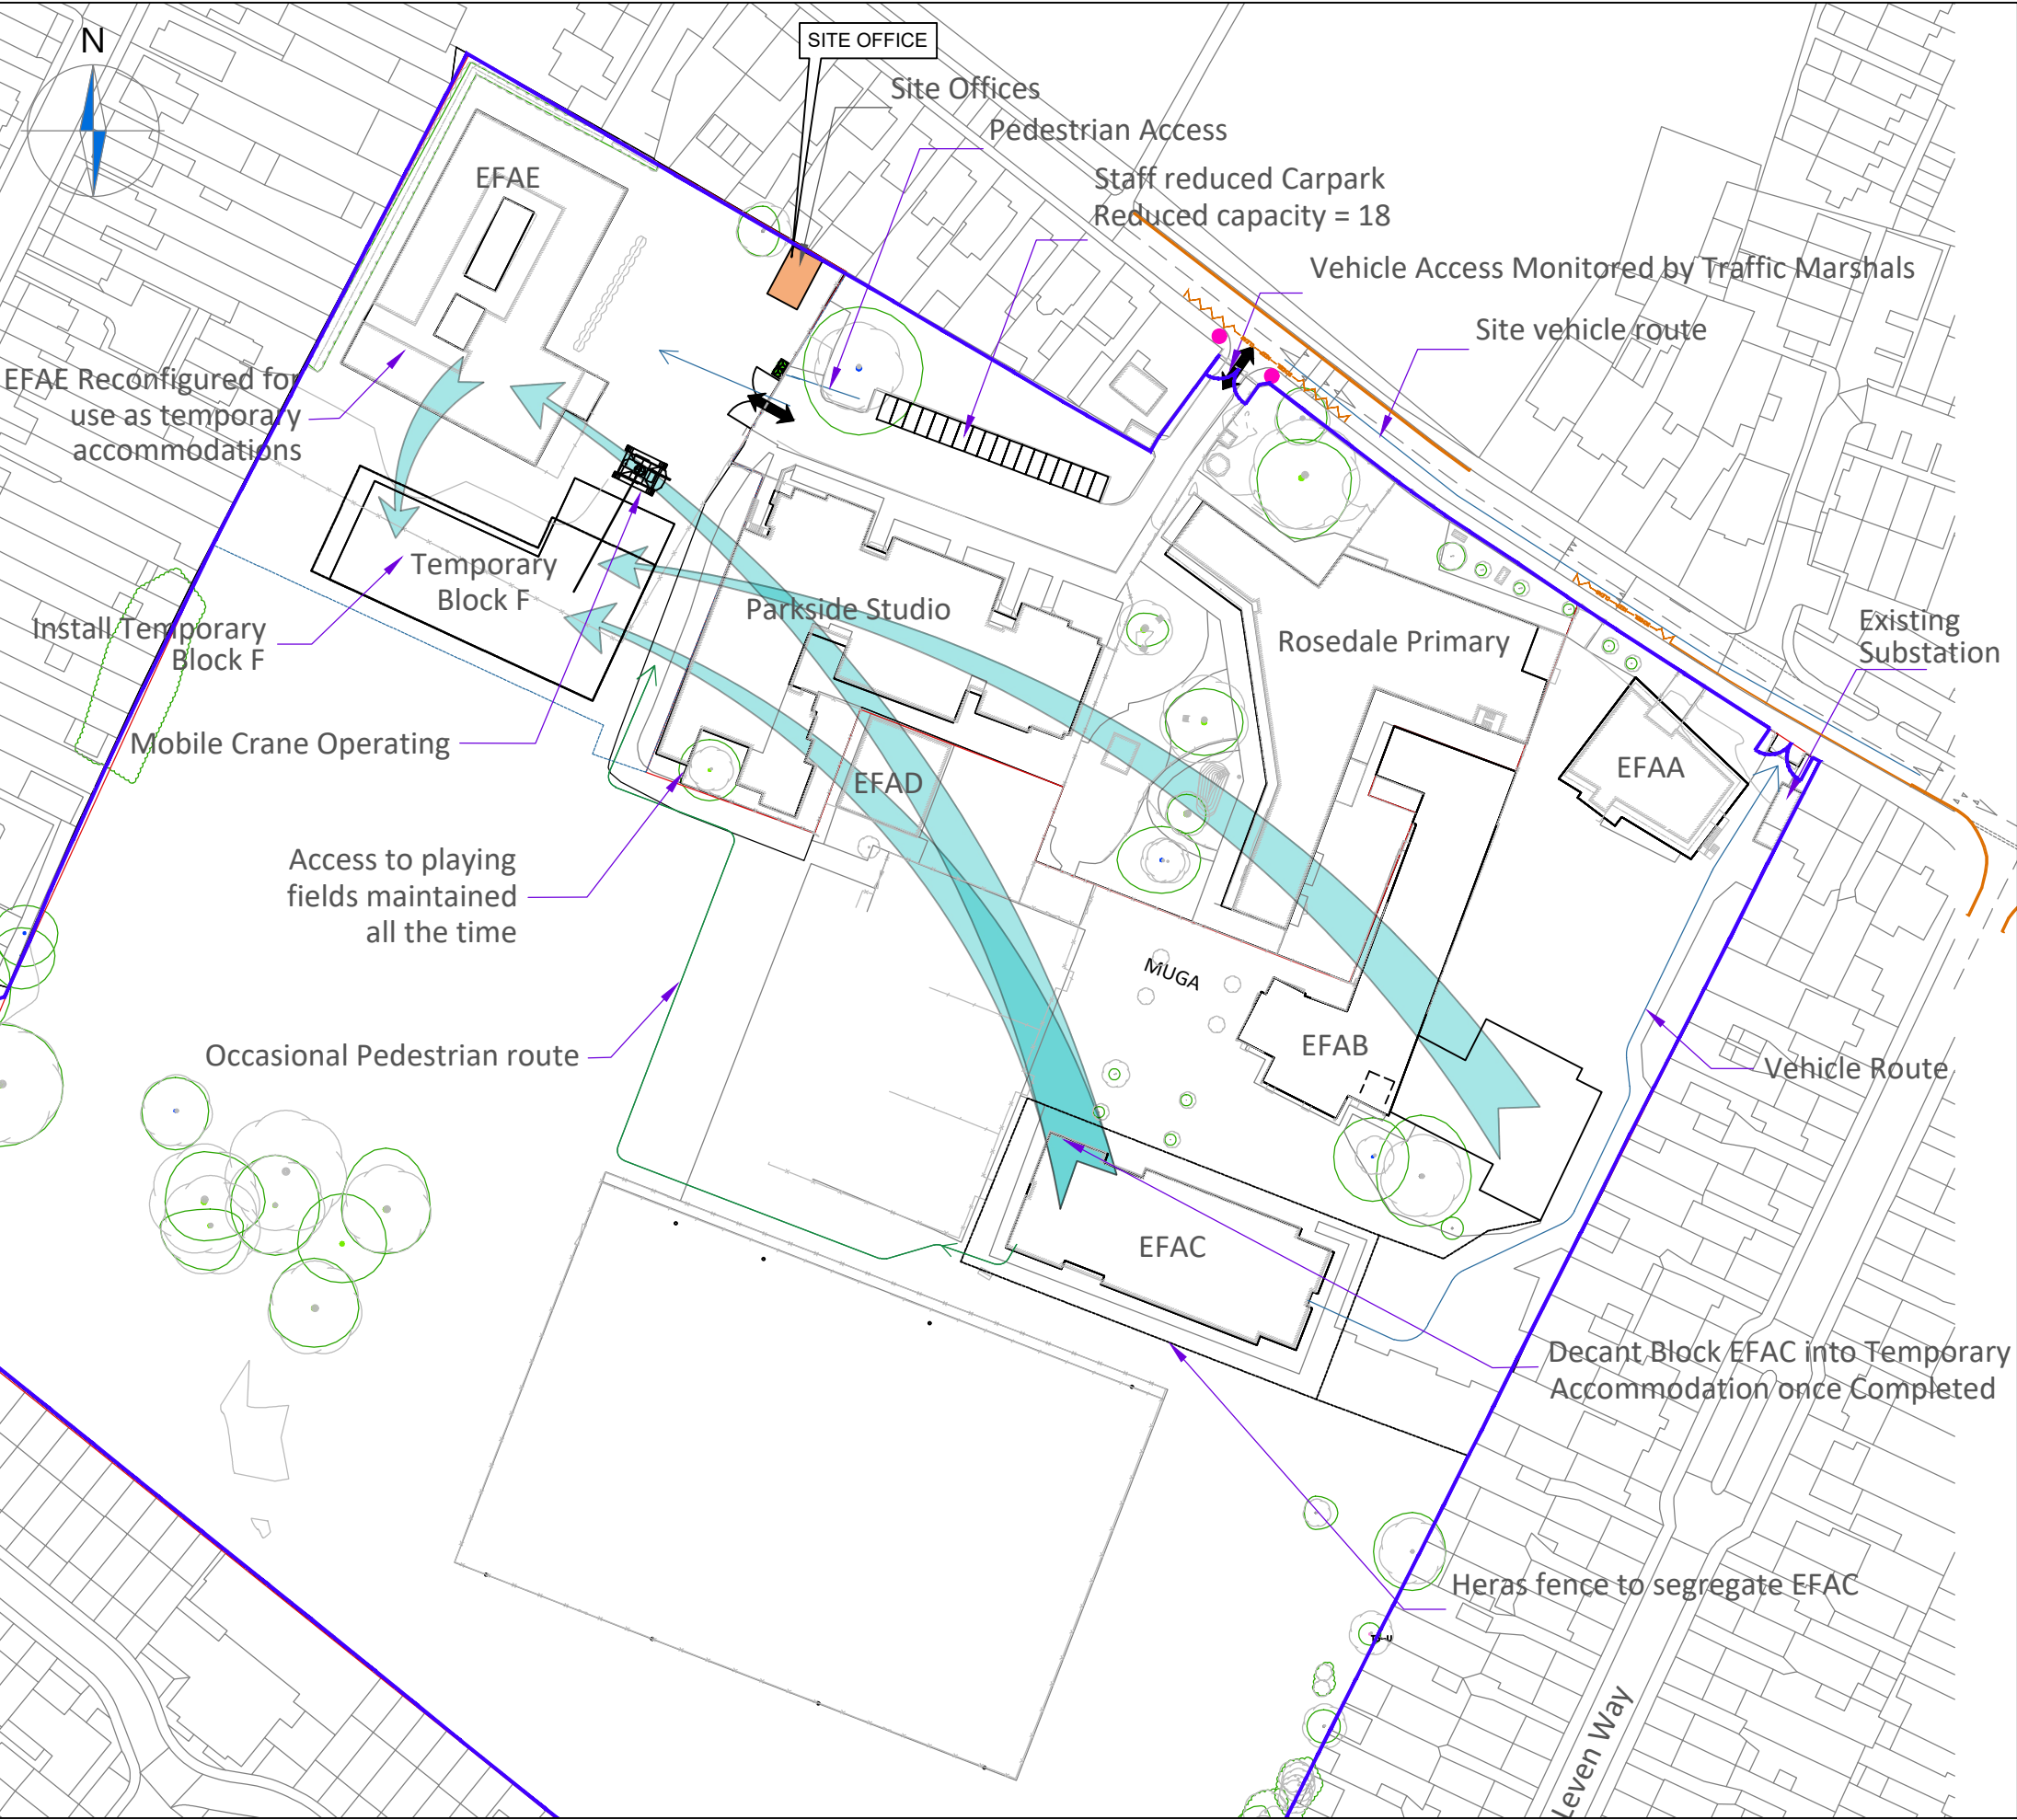 N
SITE OFFICE
Site Offices
Pedestrian Access
Staff reduced Carpark
Reduced capacity = 18
Vehicle Access Monitored by Traffic Marshals
Site vehicle route
EFAE
EFAE Reconfigured for
use as temporary
accommodations
Temporary
Block F
Install Temporary
Block F
Parkside Studio
Rosedale Primary
Existing
Substation
Mobile Crane Operating
EFAD
EFAA
Access to playing
fields maintained
all the time
MUGA
EFAB
Occasional Pedestrian route
Vehicle Route
EFAC
Decant Block EFAC into Temporary
Accommodation once Completed
Heras fence to segregate EFAC
Leven Way